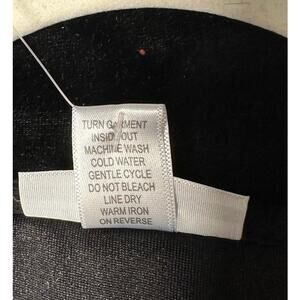 TURN GARMENT
INSIDE OUT
MACHINE WASH
COLD WATER
GENTLE CYCLE
DO NOT BLEACH
LINE DRY
WARM IRON
ON REVERSE